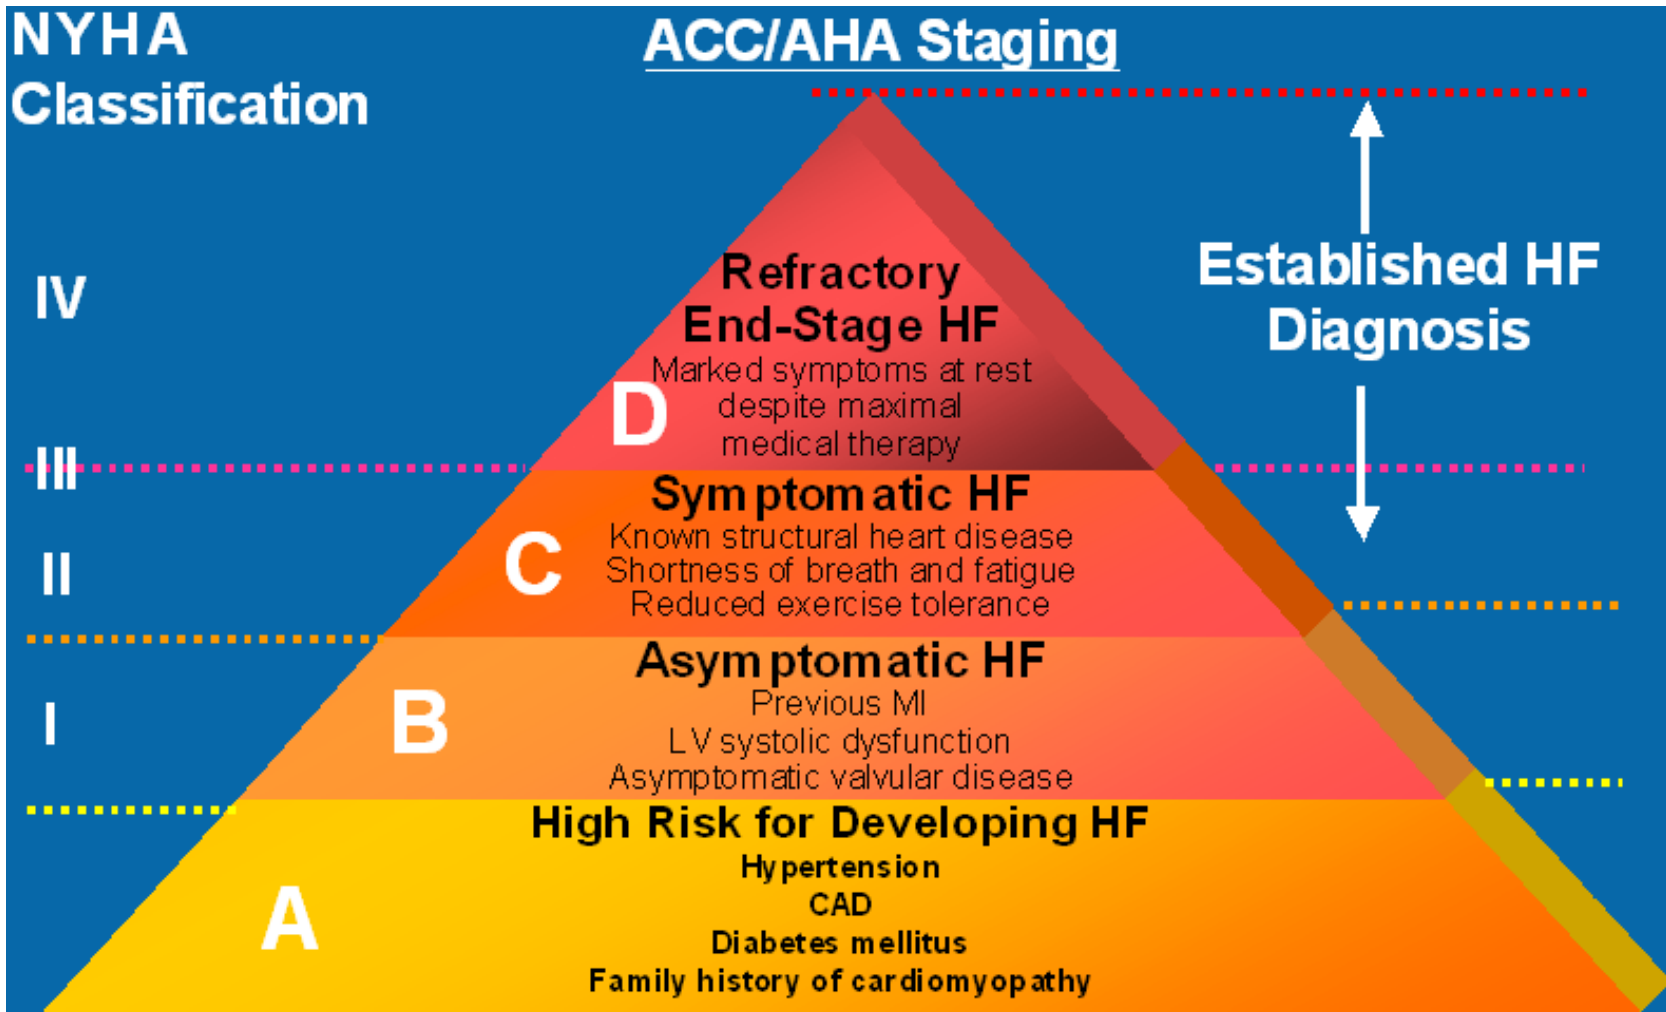 NYHA
Classification
ACC/AHA Staging
IV
III
II
I
Established HF
Diagnosis
Refractory
End-Stage HF
Marked symptoms at rest
despite maximal
medical therapy
D
Symptomatic HF
Known structural heart disease
Shortness of breath and fatigue
Reduced exercise tolerance
C
Asymptomatic HF
Previous MI
LV systolic dysfunction
Asymptomatic valvular disease
B
High Risk for Developing HF
Hypertension
CAD
Diabetes mellitus
Family history of cardiomyopathy
A